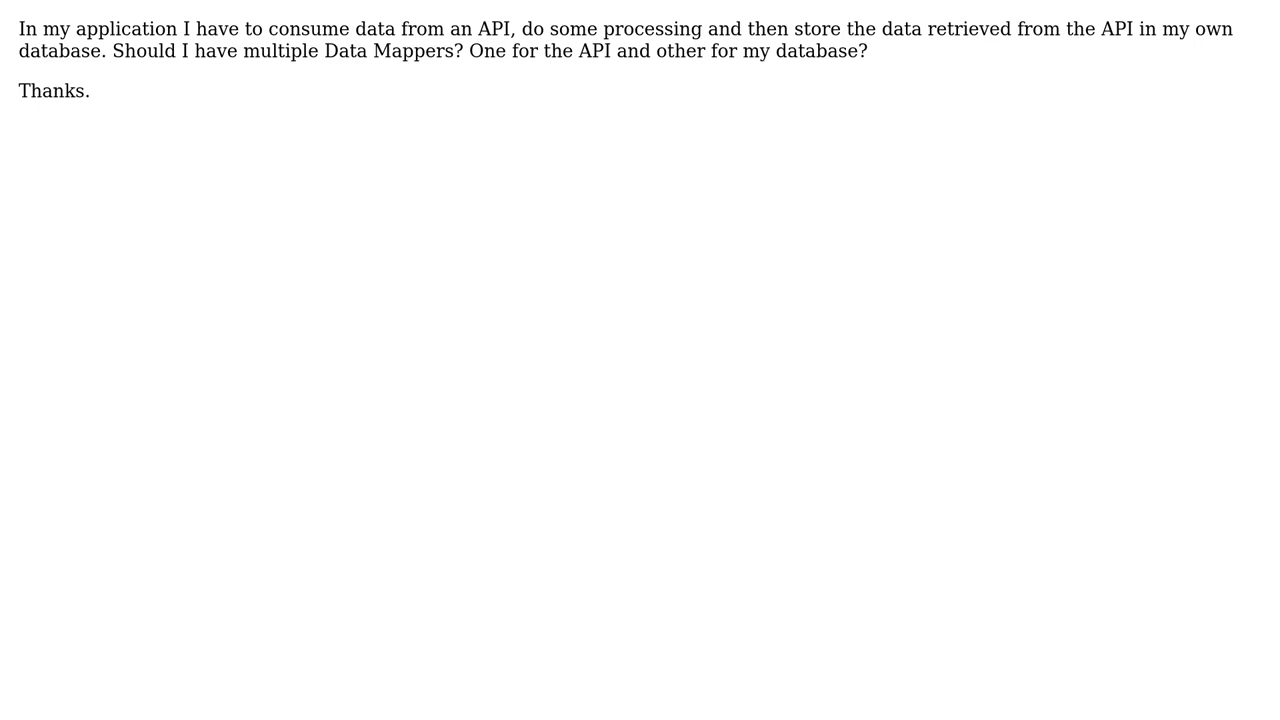 In my application I have to consume data from an API, do some processing and then store the data retrieved from the API in my own
database. Should I have multiple Data Mappers? One for the API and other for my database?
Thanks.